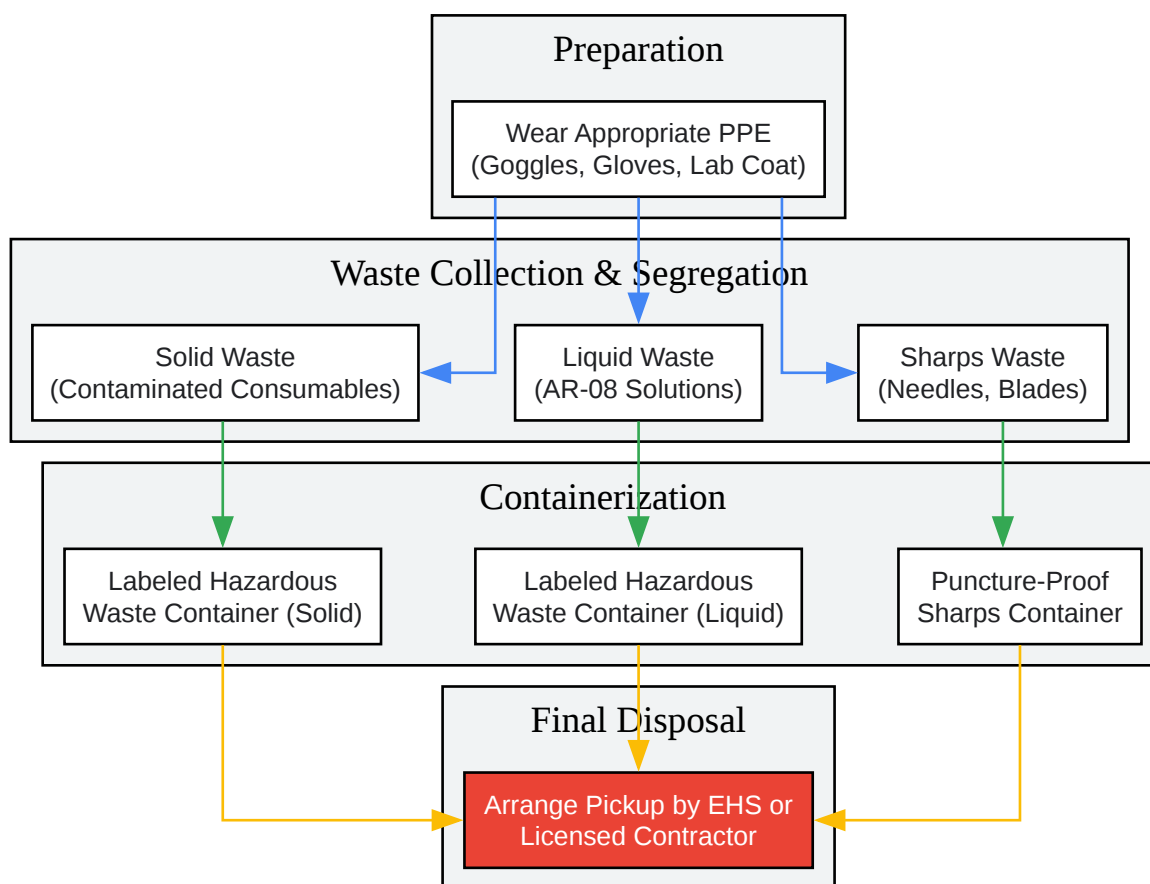 Preparation
Wear Appropriate PPE
(Goggles, Gloves, Lab Coat)
Waste Collection & Segregation
Solid Waste
(Contaminated Consumables)
Liquid Waste
(AR-08 Solutions)
Sharps Waste
(Needles, Blades)
Containerization
Labeled Hazardous
Waste Container (Solid)
Labeled Hazardous
Waste Container (Liquid)
Puncture-Proof
Sharps Container
Final Disposal
Arrange Pickup by EHS or
Licensed Contractor